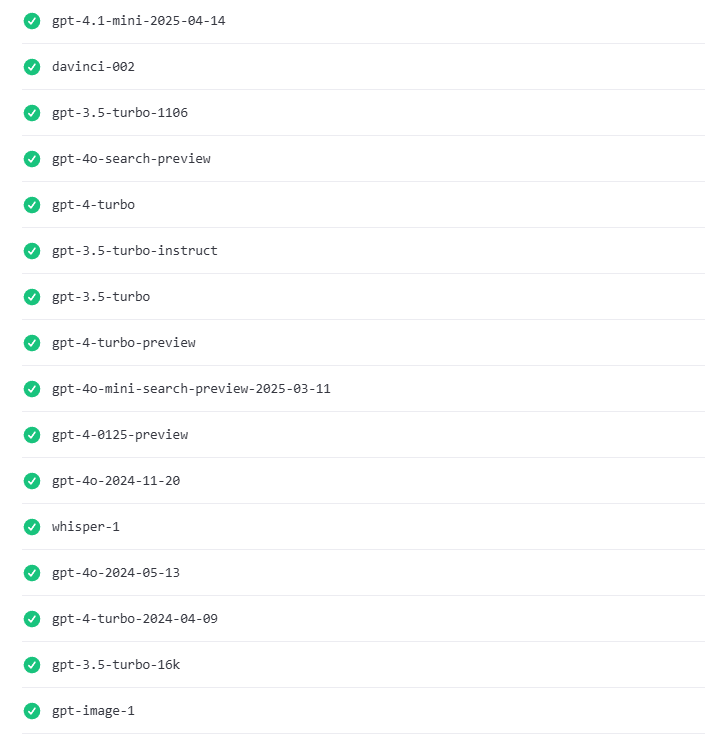 gpt-4.1-mini-2025-04-14
davinci-002
gpt-3.5-turbo-1106
gpt-4o-search-preview
gpt-4-turbo
gpt-3.5-turbo-instruct
gpt-3.5-turbo
gpt-4-turbo-preview
gpt-4o-mini-search-preview-2025-03-11
gpt-4-0125-preview
gpt-4o-2024-11-20
whisper-1
gpt-4o-2024-05-13
gpt-4-turbo-2024-04-09
gpt-3.5-turbo-16k
gpt-image-1